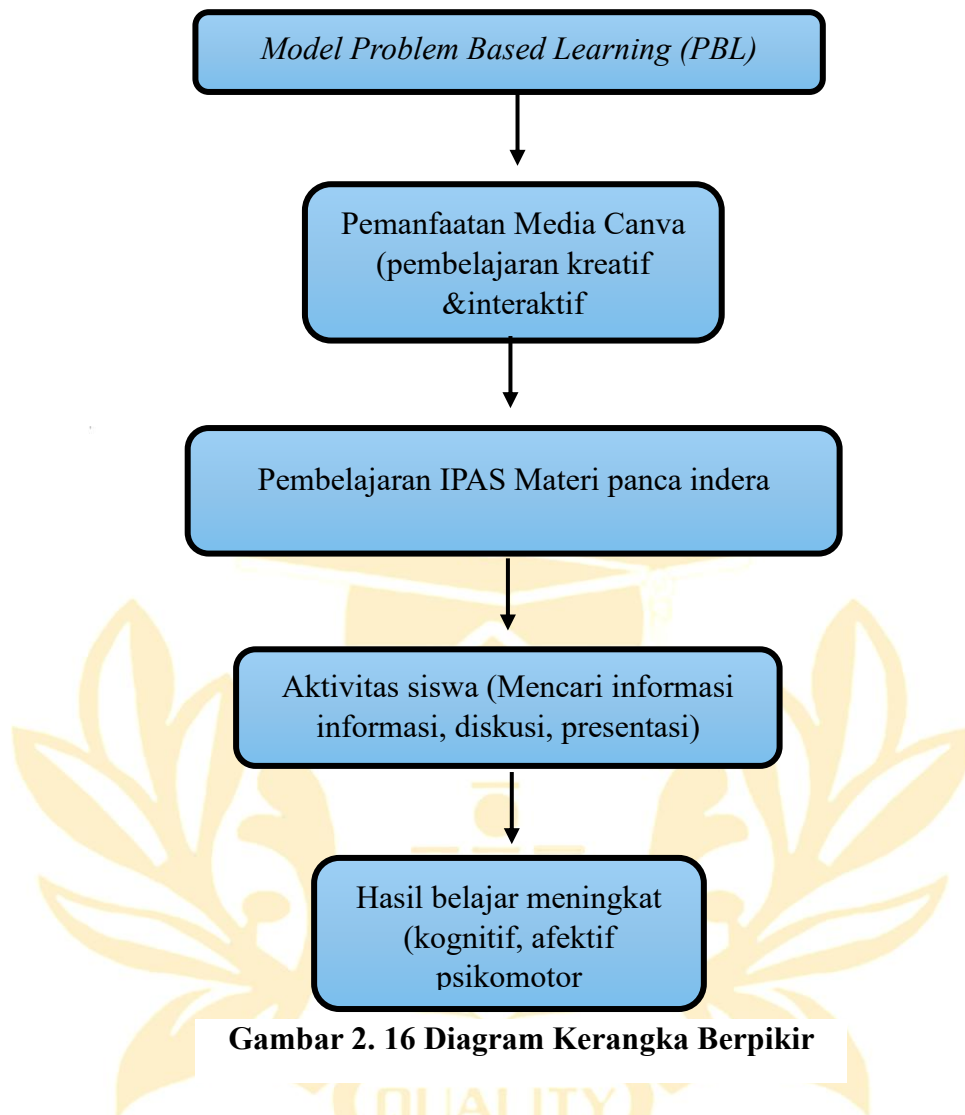 Model Problem Based Learning (PBL)
Pemanfaatan Media Canva
(pembelajaran kreatif
&interaktif
Pembelajaran IPAS Materi panca indera
Aktivitas siswa (Mencari informasi
informasi, diskusi, presentasi)
Hasil belajar meningkat
(kognitif, afektif
psikomotor
Gambar 2. 16 Diagram Kerangka Berpikir
QUALITY